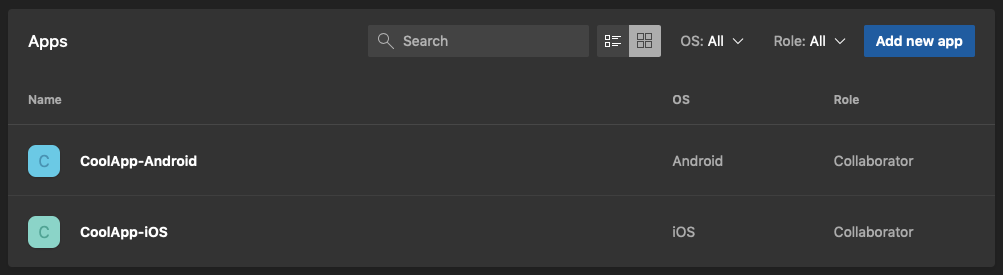 Apps Search OS: All Role: All Add new app
Name OS Role
C CoolApp-Android Android Collaborator
C CoolApp-iOS iOS Collaborator